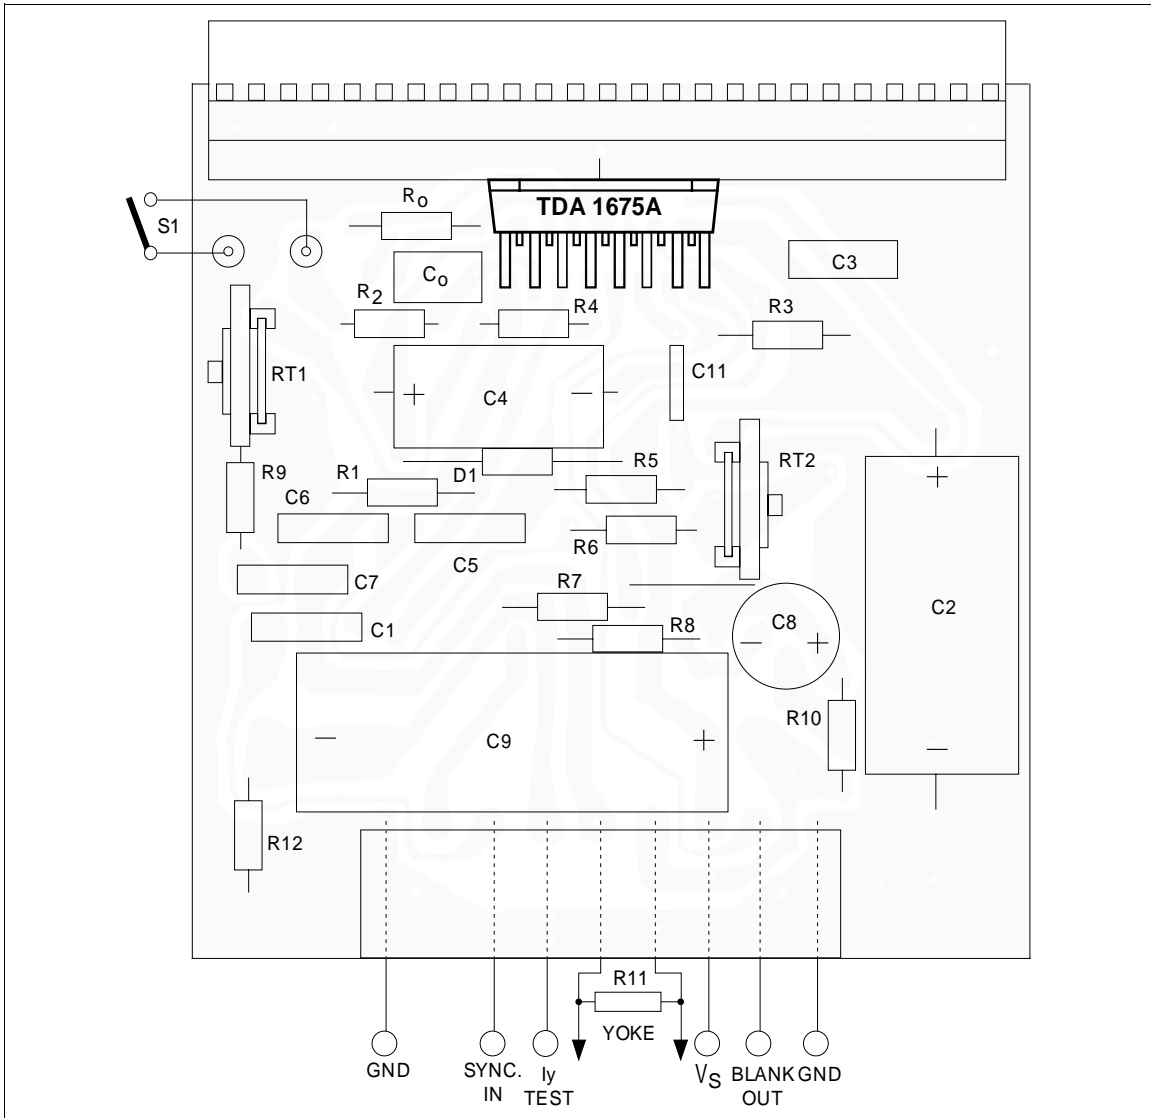 TDA 1675A
S1
Ro
Co
C3
R2
R4
R3
RT1
C4
C11
+
−
D1
R9
R1
R5
RT2
C6
C5
R6
+
C7
R7
C2
C1
R8
C8
−
+
R10
−
C9
+
−
R12
R11
YOKE
GND
SYNC.
IN
Iy
TEST
VS
BLANK
OUT
GND